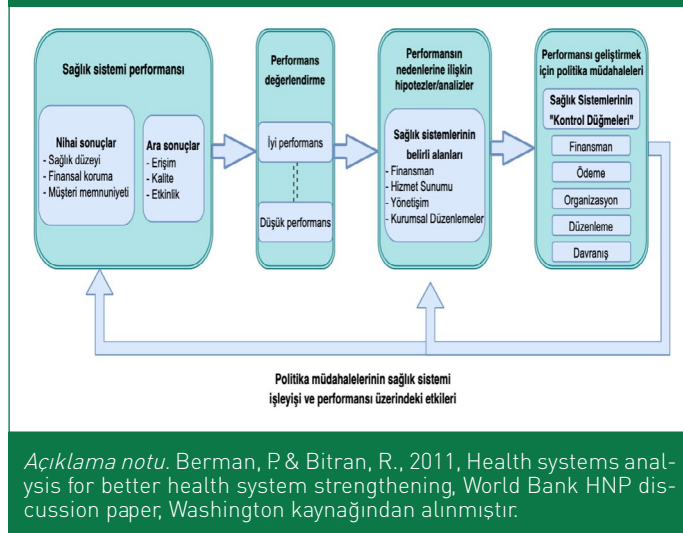 Sağlık sistemi performansı
Nihai sonuçlar
- Sağlık düzeyi
- Finansal koruma
- Müşteri memnuniyeti
Ara sonuçlar
- Erişim
- Kalite
- Etkinlik
Performans
değerlendirme
İyi performans
Düşük performans
Performansın
nedenlerine ilişkin
hipotezler/analizler
Sağlık sistemlerinin
belirli alanları
- Finansman
- Hizmet Sunumu
- Yönetişim
- Kurumsal Düzenlemeler
Performansı geliştirmek
için politika müdahaleleri
Sağlık Sistemlerinin
"Kontrol Düğmeleri"
Finansman
Ödeme
Organizasyon
Düzenleme
Davranış
Politika müdahalelerinin sağlık sistemi
işleyişi ve performansı üzerindeki etkileri
Açıklama notu. Berman, P. & Bitran, R., 2011, Health systems anal-
ysis for better health system strengthening, World Bank HNP dis-
cussion paper, Washington kaynağından alınmıştır.